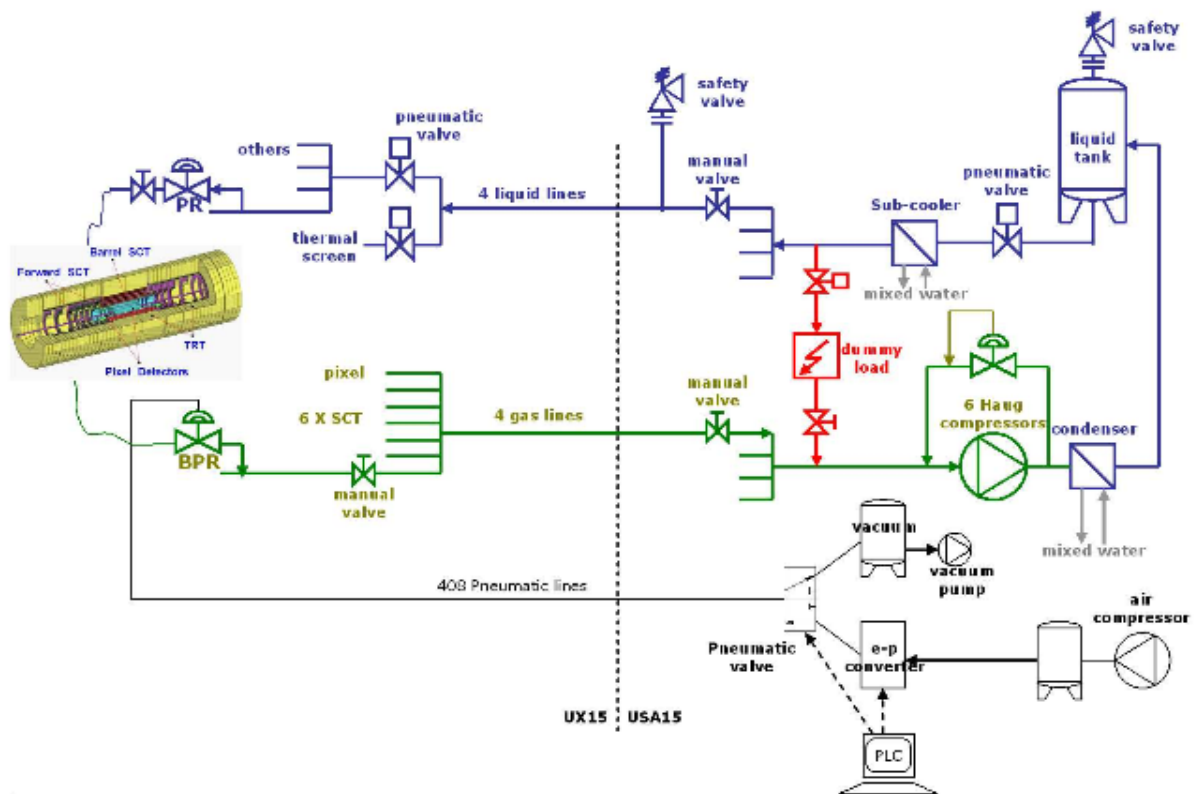 safety
valve
safety
valve
pneumatic
valve
liquid
tank
others
manual
valve
pneumatic
valve
PR
4 liquid lines
Sub-cooler
thermal
screen
Barrel SCT
Forward SCT
mixed water
TRT
Pixel Detectors
dummy
load
pixel
manual
valve
6 X SCT
4 gas lines
6 Haug
compressors
condenser
BPR
manual
valve
vacuum
mixed water
408 Pneumatic lines
vacuum
pump
air
compressor
Pneumatic
valve
e-p
converter
UX15
USA15
PLC